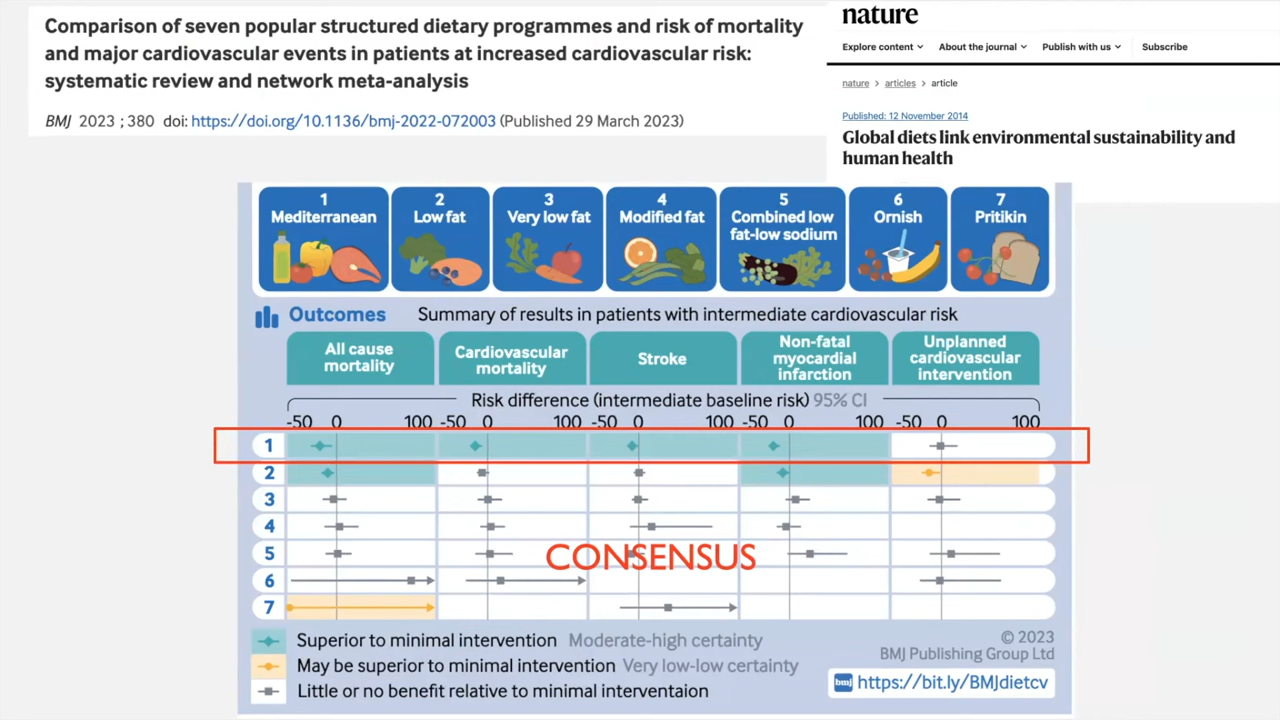 Comparison of seven popular structured dietary programmes and risk of mortality
and major cardiovascular events in patients at increased cardiovascular risk:
systematic review and network meta-analysis
BMJ 2023 ; 380 doi: https://doi.org/10.1136/bmj-2022-072003 (Published 29 March 2023)
nature
Explore content About the journal Publish with us Subscribe
nature > articles > article
Published: 12 November 2014
Global diets link environmental sustainability and
human health
1 Mediterranean
2 Low fat
3 Very low fat
4 Modified fat
5 Combined low
fat-low sodium
6 Ornish
7 Pritikin
Outcomes Summary of results in patients with intermediate cardiovascular risk
All cause
mortality
Cardiovascular
mortality
Stroke
Non-fatal
myocardial
infarction
Unplanned
cardiovascular
intervention
Risk difference (intermediate baseline risk) 95% CI
-50 0 100 -50 0 100 -50 0 100 -50 0 100 -50 0 100
1
2
3
4
5
CONSENSUS
6
7
Superior to minimal intervention Moderate-high certainty
May be superior to minimal intervention Very low-low certainty
Little or no benefit relative to minimal interventaion
© 2023
BMJ Publishing Group Ltd
bmj https://bit.ly/BMJdietcv